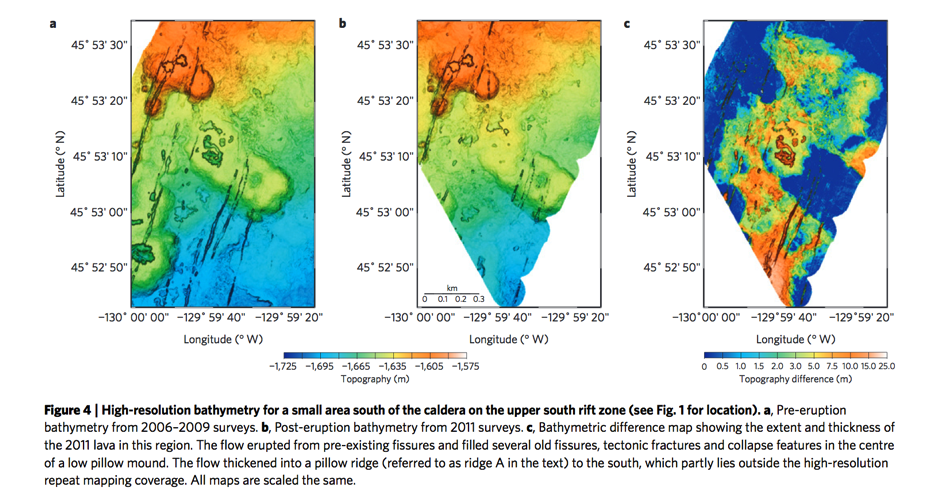 a
b
c
45° 53' 30"
45° 53' 20"
45° 53' 10"
45° 53' 00"
45° 52' 50"
Latitude (° N)
−130° 00' 00" −129° 59' 40" −129° 59' 20"
Longitude (° W)
45° 53' 30"
45° 53' 20"
45° 53' 10"
45° 53' 00"
45° 52' 50"
Latitude (° N)
km
0 0.1 0.2 0.3
−130° 00' 00" −129° 59' 40" −129° 59' 20"
Longitude (° W)
45° 53' 30"
45° 53' 20"
45° 53' 10"
45° 53' 00"
45° 52' 50"
Latitude (° N)
−130° 00' 00" −129° 59' 40" −129° 59' 20"
Longitude (° W)
−1,725 −1,695 −1,665 −1,635 −1,605 −1,575
Topography (m)
0 0.5 1.0 1.5 2.0 3.0 5.0 7.5 10.0 15.0 25.0
Topography difference (m)
Figure 4 | High-resolution bathymetry for a small area south of the caldera on the upper south rift zone (see Fig. 1 for location). a, Pre-
eruption bathymetry from 2006–2009 surveys. b, Post-eruption bathymetry from 2011 surveys. c, Bathymetric difference map showing the extent and thickness of
the 2011 lava in this region. The flow erupted from pre-existing fissures and filled several old fissures, tectonic fractures and collapse features in the centre
of a low pillow mound. The flow thickened into a pillow ridge (referred to as ridge A in the text) to the south, which partly lies outside the high-resolution
repeat mapping coverage. All maps are scaled the same.